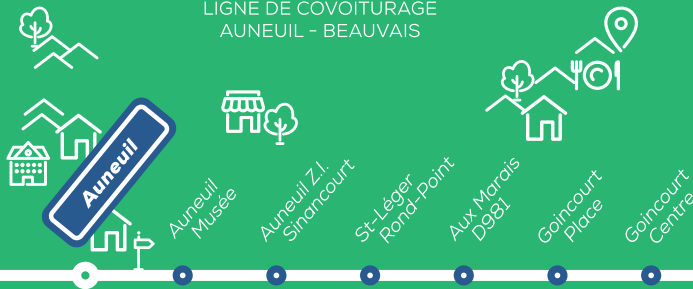 LIGNE DE COVOITURAGE
AUNEUIL - BEAUVAIS
Auneuil
Auneuil
Musée
Auneuil Z.I.
Sinancourt
St-Léger
Rond-Point
Aux Marais
D981
Goincourt
Place
Goincourt
Centre